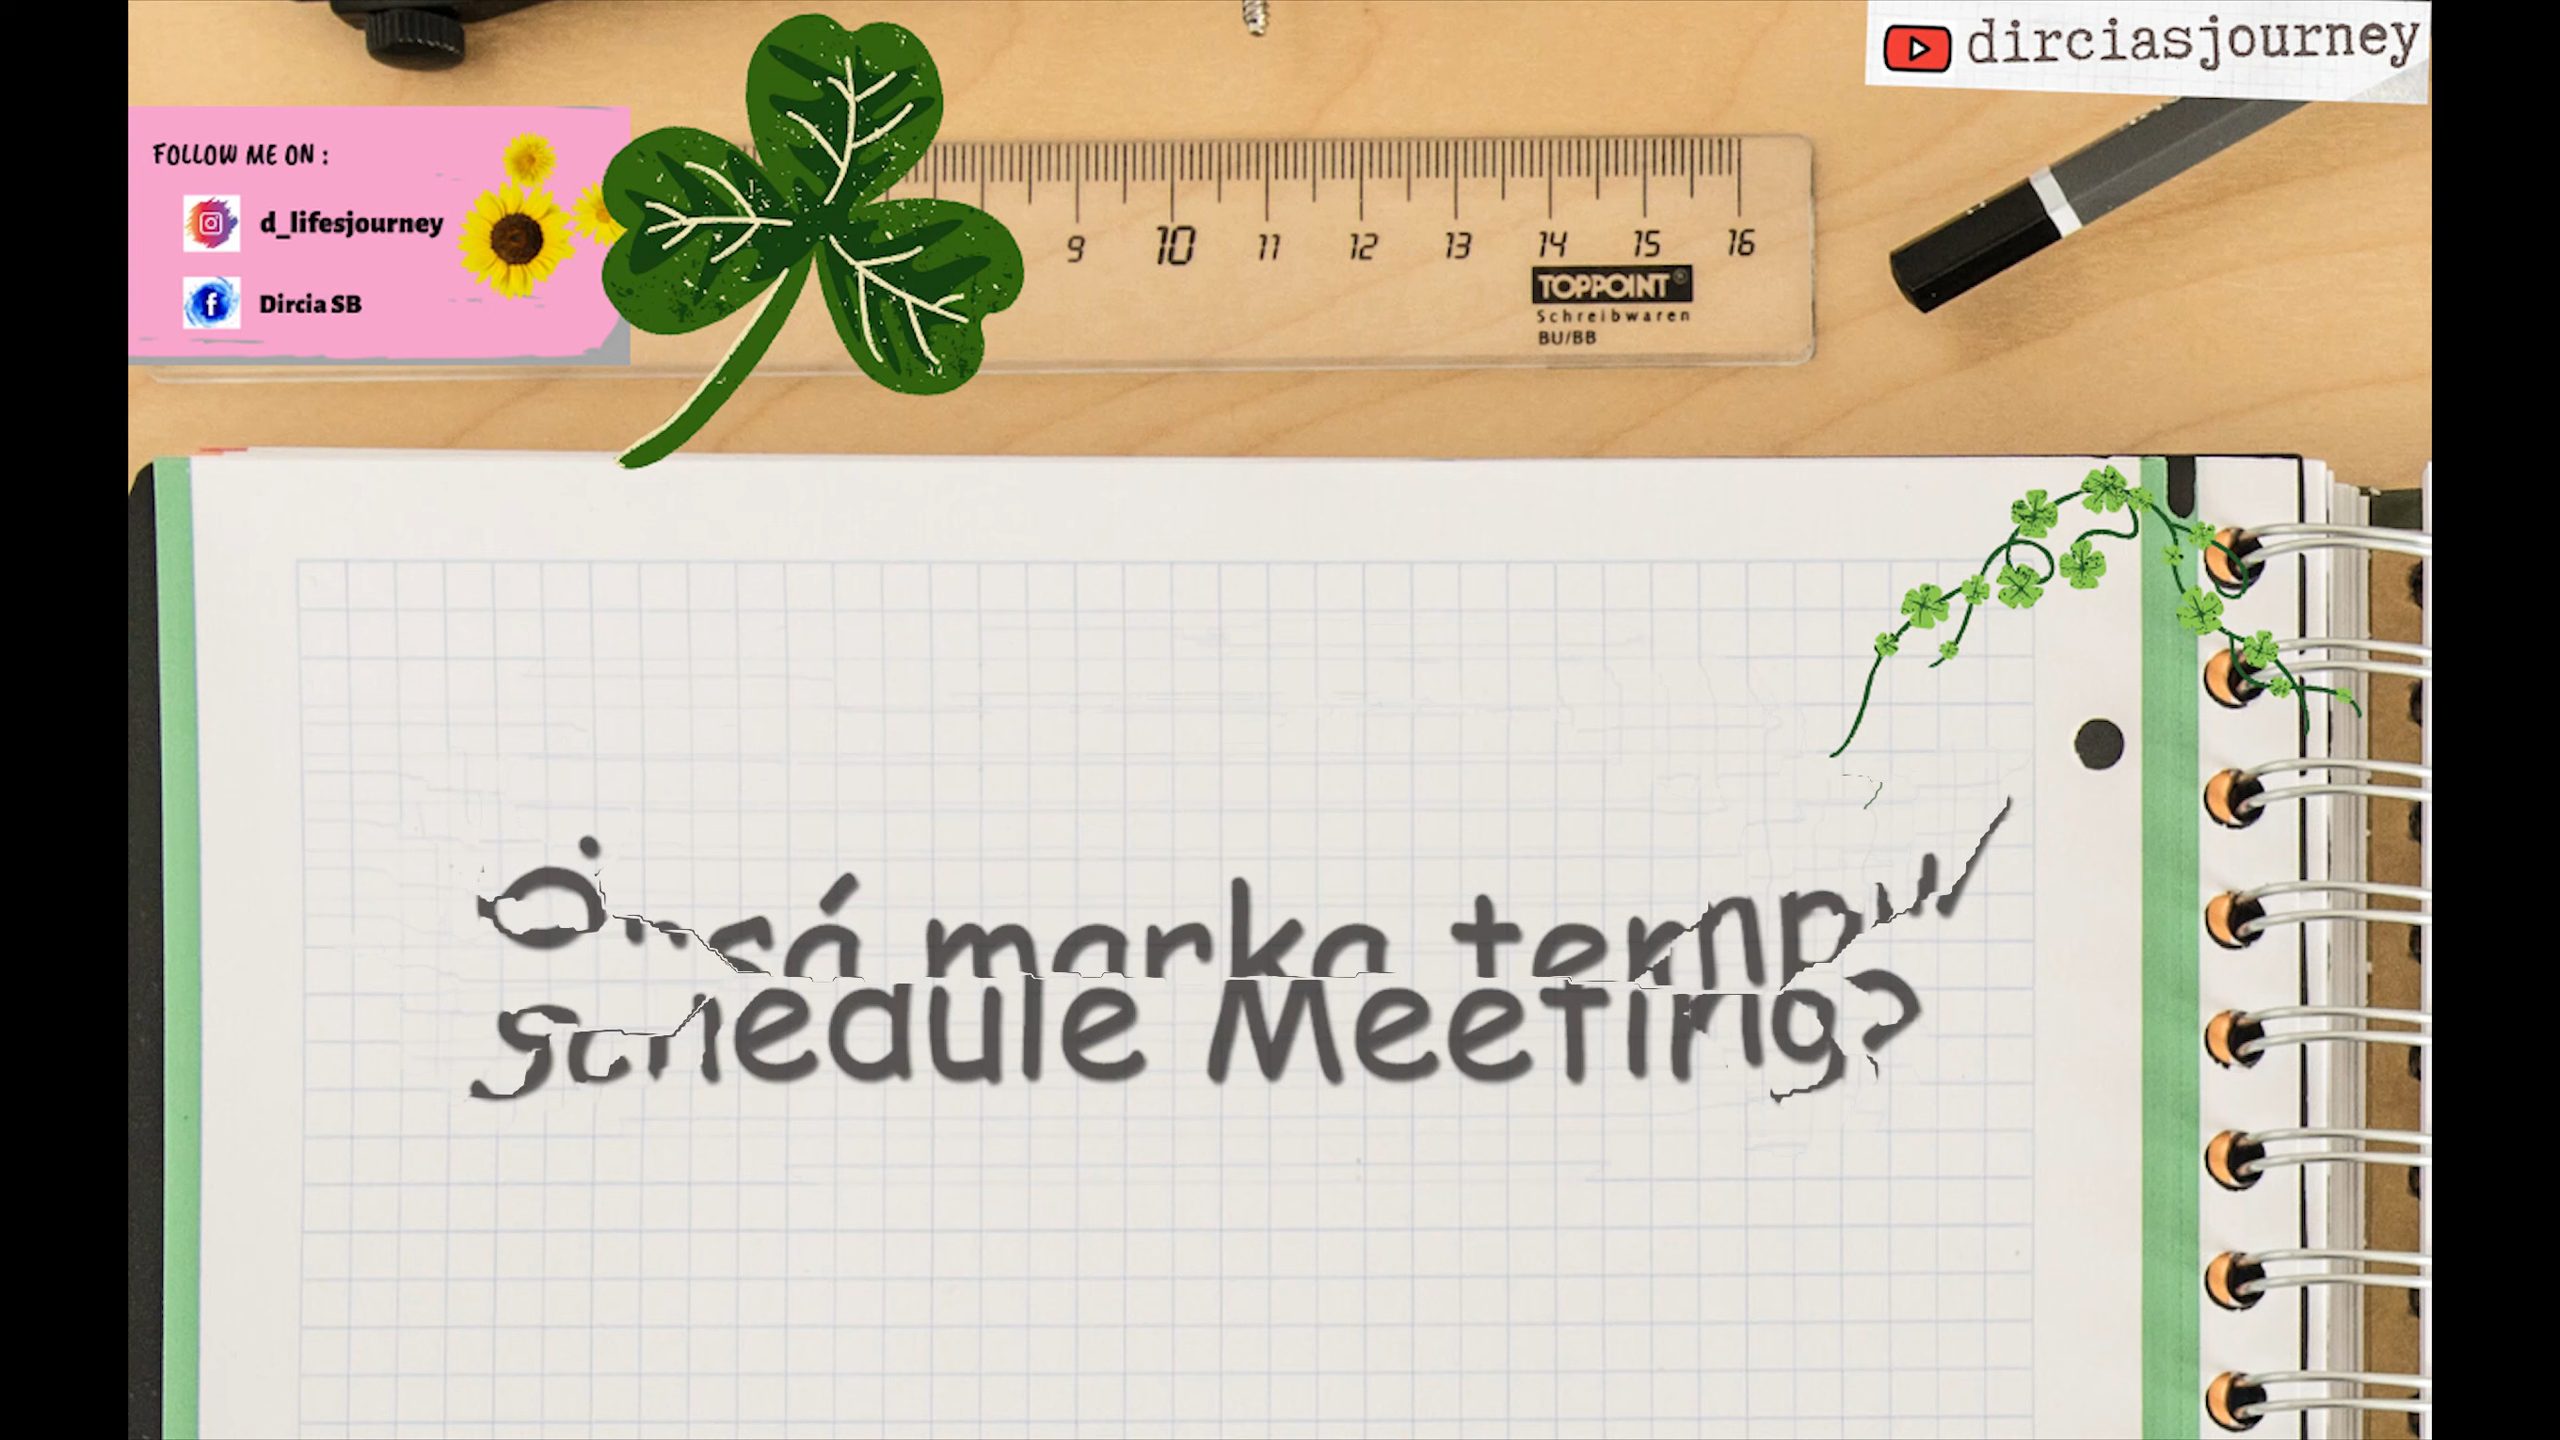 dirciasjourney
FOLLOW ME ON :
d_lifesjourney
Dircia SB
9 10 11 12 13 14 15 16
TOPPOINT®
Schreibwaren
BU/BB
marka
Meeting?